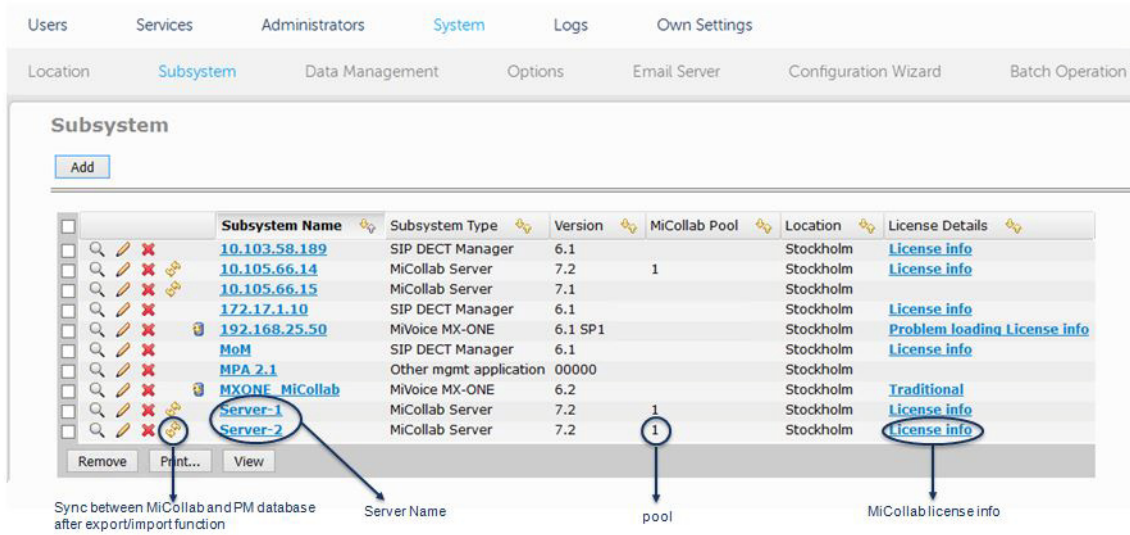 Users Services Administrators System Logs Own Settings
Location Subsystem Data Management Options Email Server Configuration Wizard Batch Operation
Subsystem
Add
Subsystem Name Subsystem Type Version MiCollab Pool Location License Details
10.103.58.189 SIP DECT Manager 6.1 Stockholm License info
10.105.66.14 MiCollab Server 7.2 1 Stockholm License info
10.105.66.15 MiCollab Server 7.1 Stockholm
172.17.1.10 SIP DECT Manager 6.1 Stockholm License info
192.168.25.50 MiVoice MX-ONE 6.1 SP1 Stockholm Problem loading License info
MoM SIP DECT Manager 6.1 Stockholm License info
MPA 2.1 Other mgmt application 00000 Stockholm
MXONE_MiCollab MiVoice MX-ONE 6.2 Stockholm Traditional
Server-1 MiCollab Server 7.2 1 Stockholm License info
Server-2 MiCollab Server 7.2 1 Stockholm License info
Remove Print... View
Sync between MiCollab and PM database
after export/import function
Server Name
pool
MiCollab license info